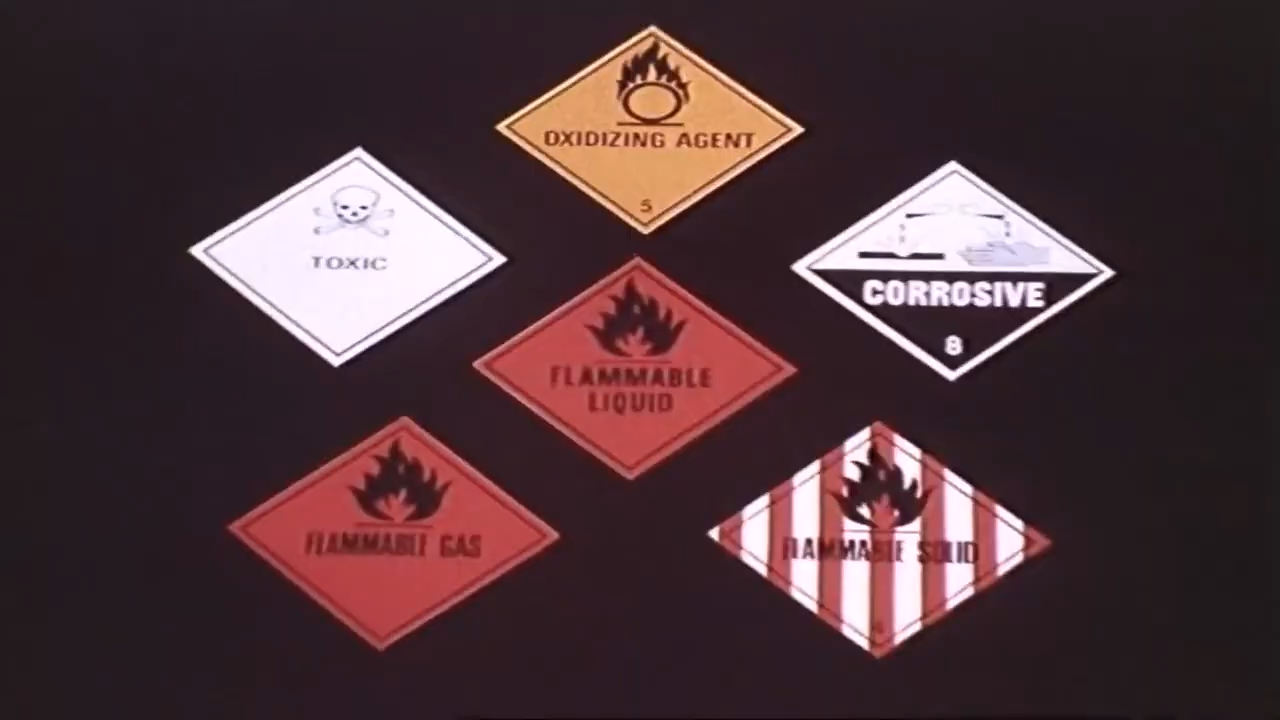 OXIDIZING AGENT
5
TOXIC
CORROSIVE
8
FLAMMABLE
LIQUID
FLAMMABLE GAS
FLAMMABLE SOLID